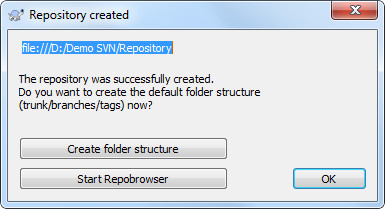 Repository created
file:///D:/Demo SVN/Repository
The repository was successfully created.
Do you want to create the default folder structure
(trunk/branches/tags) now?
Create folder structure
Start Repobrowser
OK